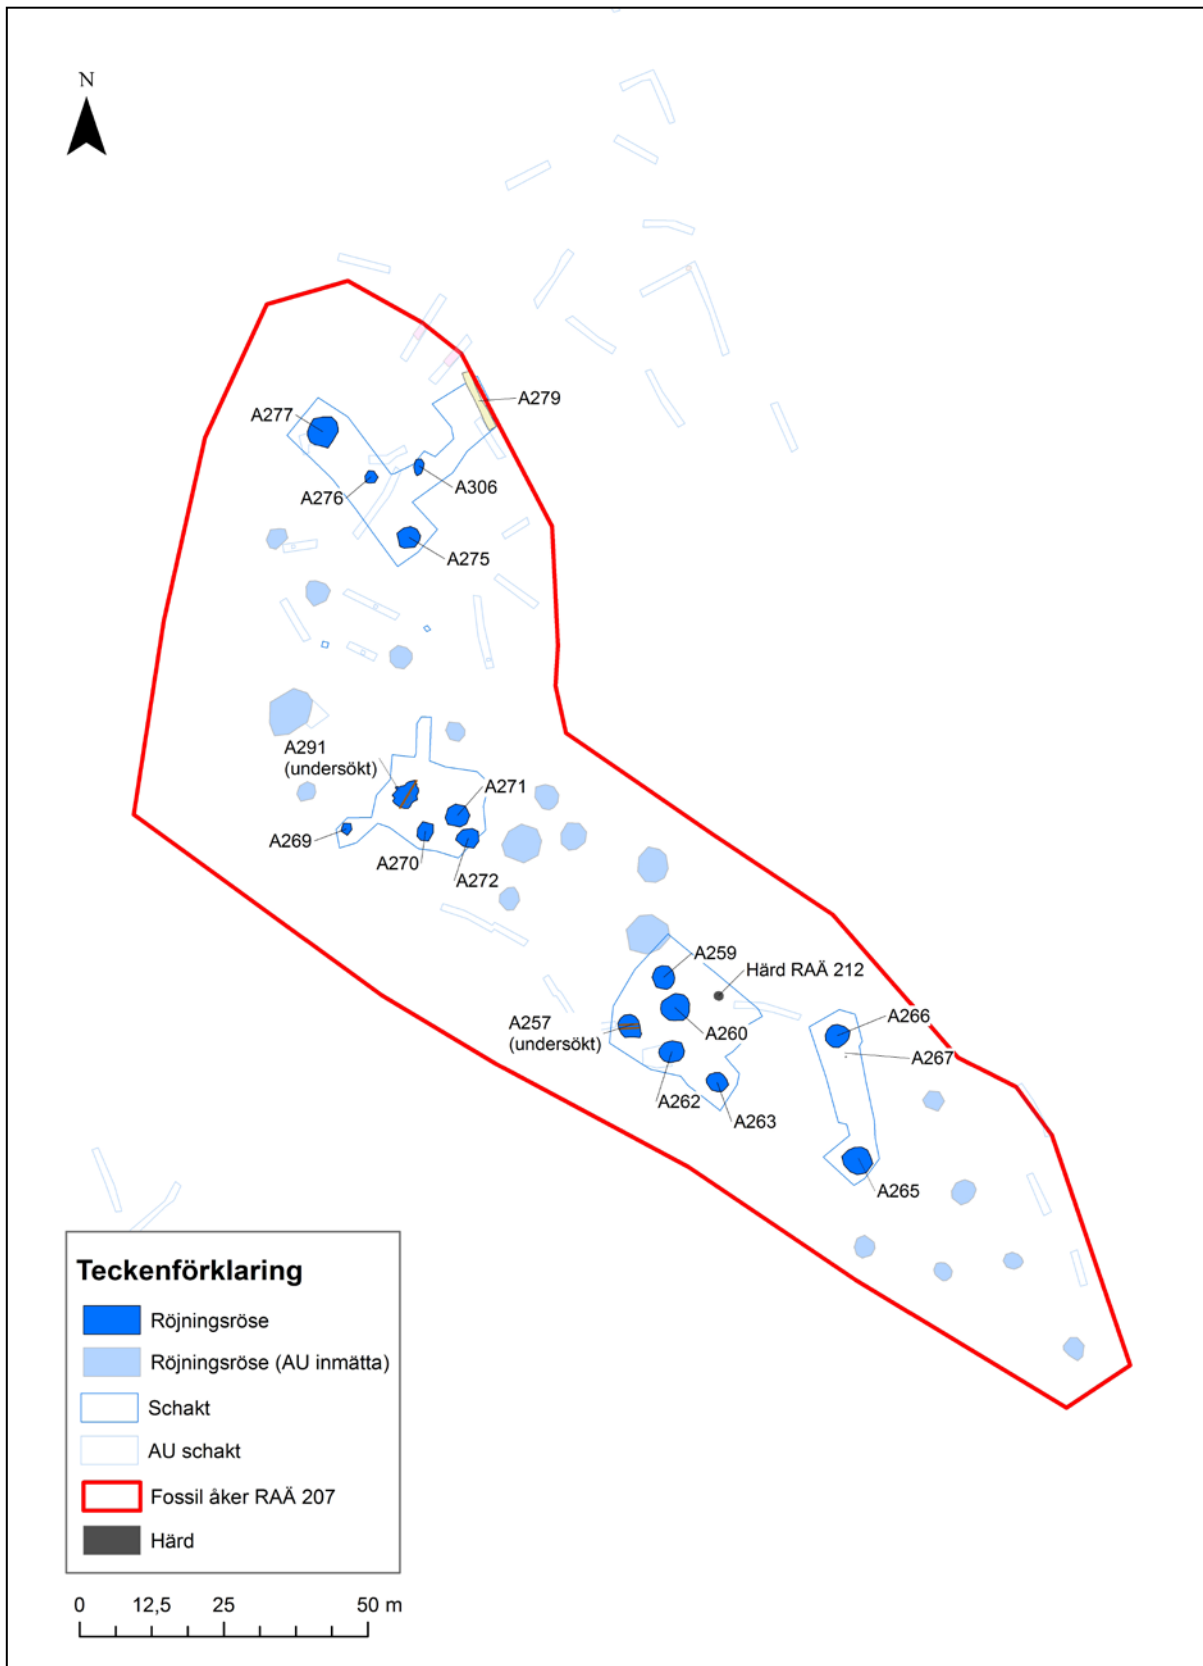 N
A279
A277
A276
A306
A275
A291
(undersökt)
A271
A269
A270
A272
A259
Härd RAÄ 212
A257
(undersökt)
A260
A266
A267
A262
A263
A265
Teckenförklaring
Röjningsröse
Röjningsröse (AU inmätta)
Schakt
AU schakt
Fossil åker RAÄ 207
Härd
0 12,5 25 50 m